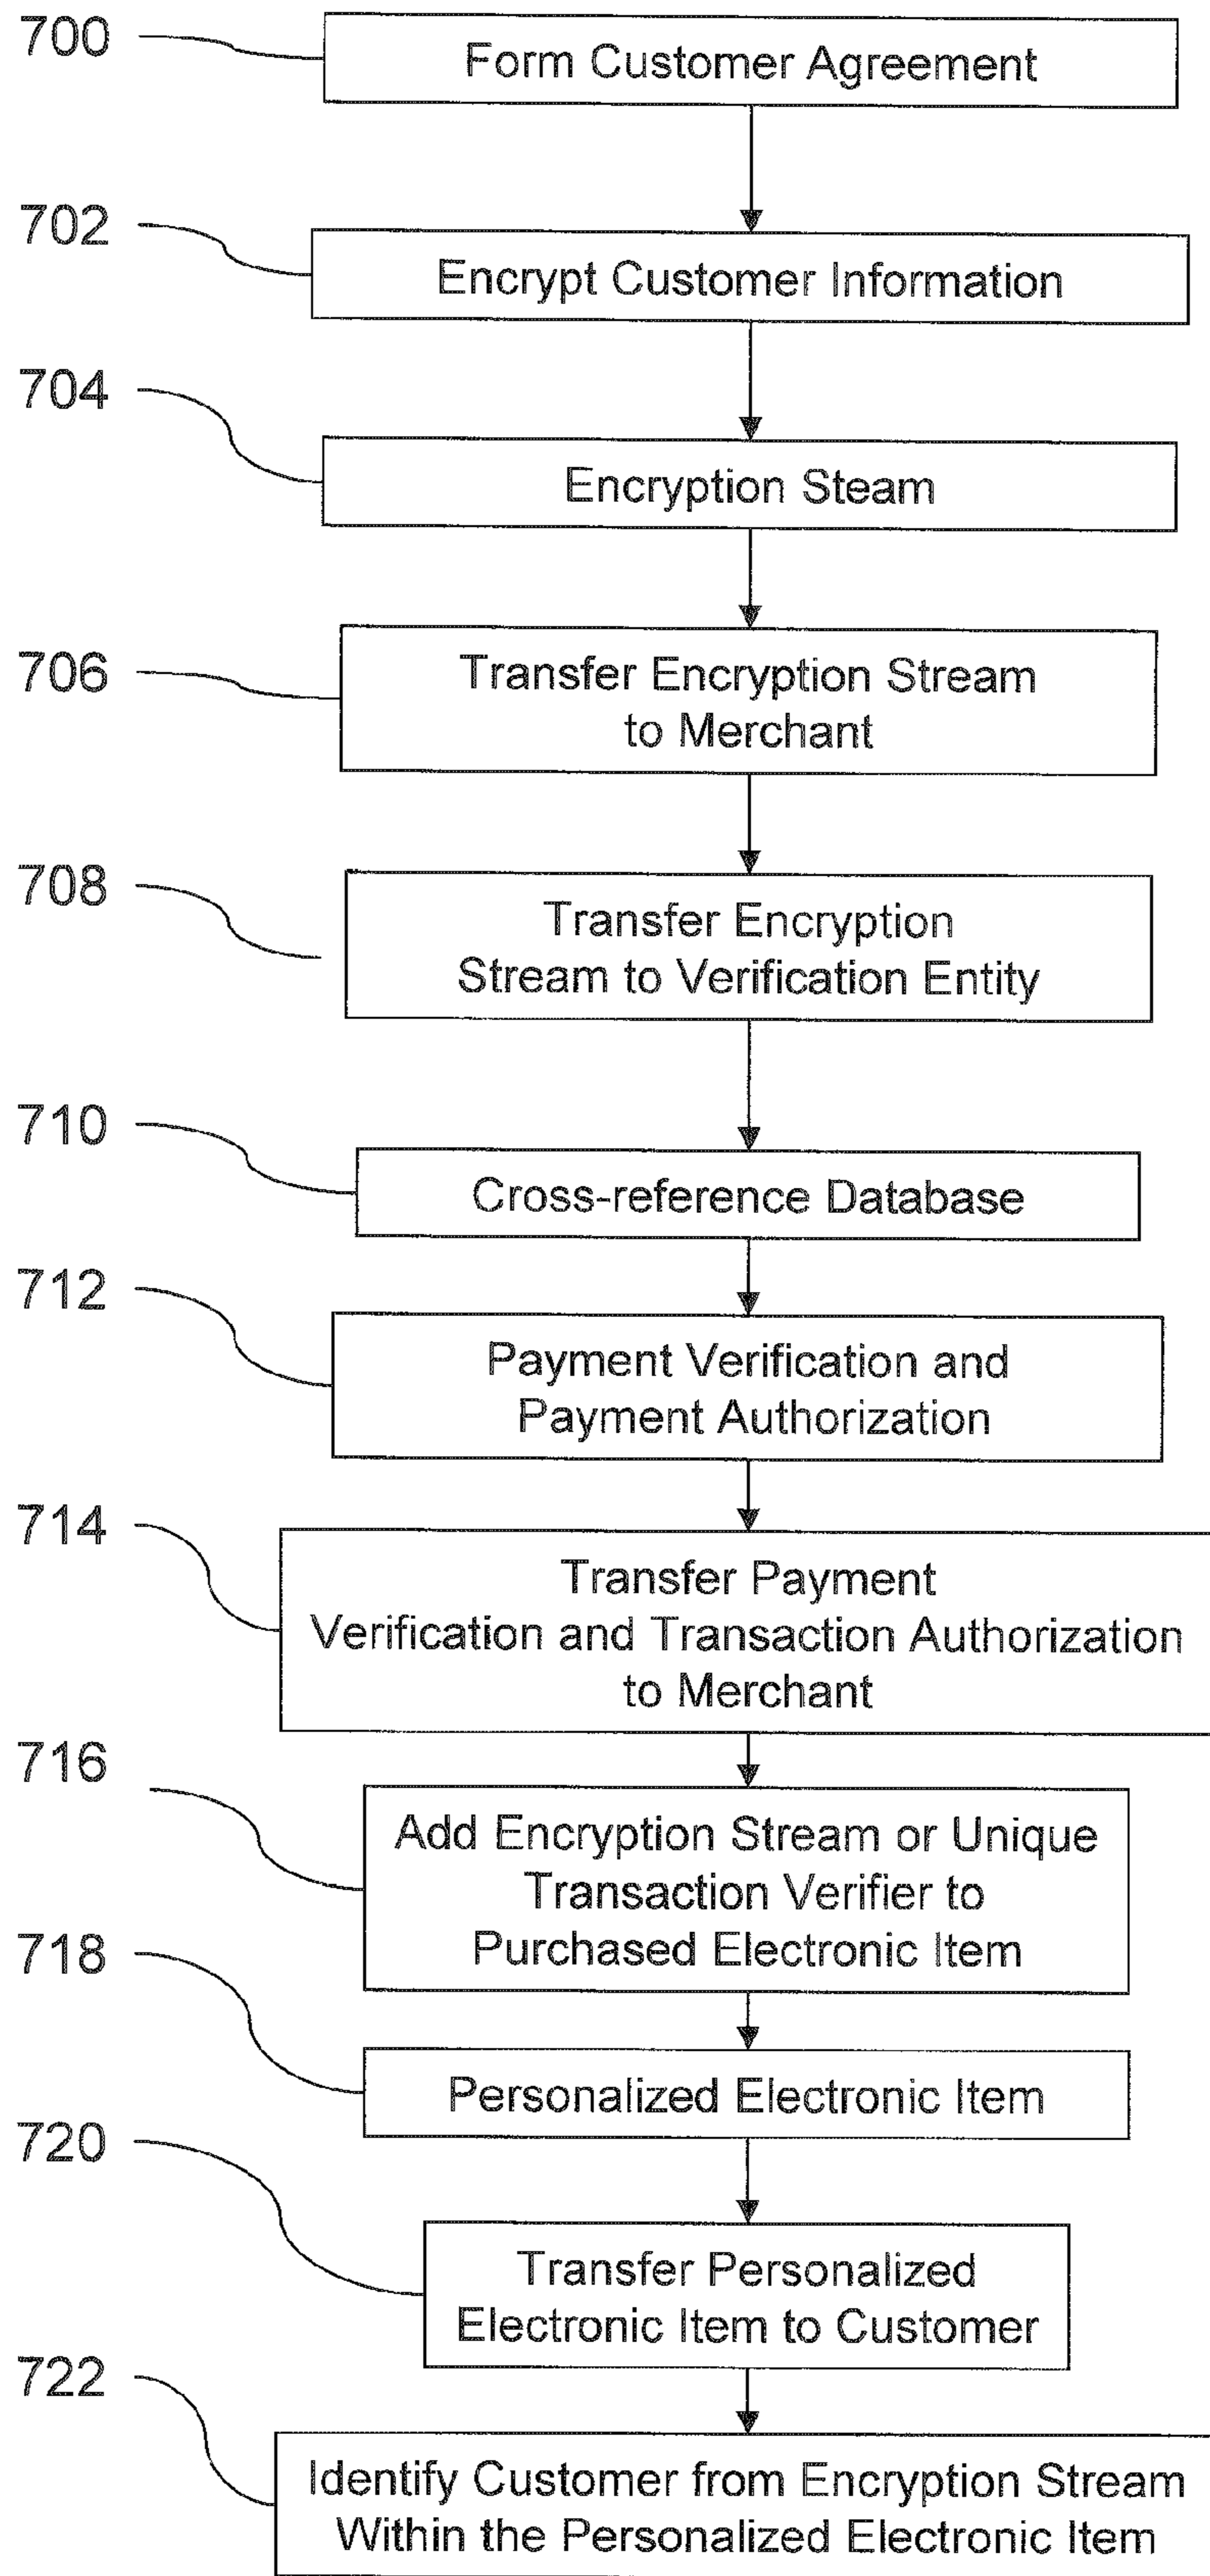 700
Form Customer Agreement
702
Encrypt Customer Information
704
Encryption Steam
706
Transfer Encryption Stream
to Merchant
708
Transfer Encryption
Stream to Verification Entity
710
Cross-reference Database
712
Payment Verification and
Payment Authorization
714
Transfer Payment
Verification and Transaction Authorization
to Merchant
716
Add Encryption Stream or Unique
Transaction Verifier to
Purchased Electronic Item
718
Personalized Electronic Item
720
Transfer Personalized
Electronic Item to Customer
722
Identify Customer from Encryption Stream
Within the Personalized Electronic Item